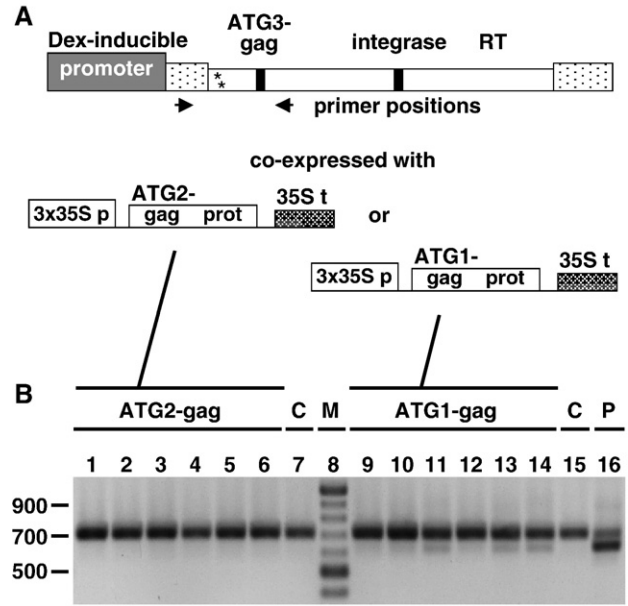 A
ATG3-
Dex-inducible gag integrase RT
promoter
* *
primer positions
co-expressed with
ATG2- 35S t
3x35S p gag prot or
ATG1- 35S t
3x35S p gag prot
B
ATG2-gag C M ATG1-gag C P
1 2 3 4 5 6 7 8 9 10 11 12 13 14 15 16
900
700
500